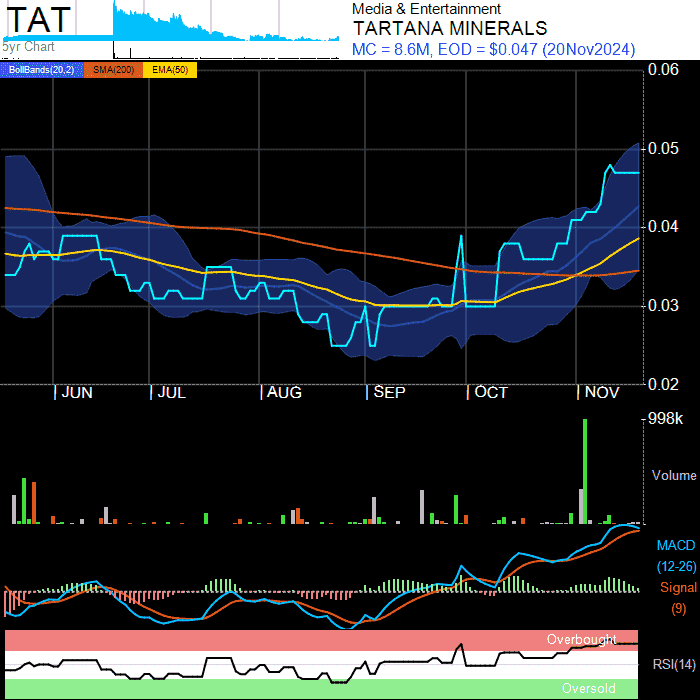 TAT
5yr Chart
Media & Entertainment
TARTANA MINERALS
MC = 8.6M, EOD = $0.047 (20Nov2024)
BollBands(20,2) SMA(200) EMA(50)
0.06
0.05
0.04
0.03
0.02
JUN JUL AUG SEP OCT NOV
998k
Volume
MACD
(12-26)
Signal
(9)
Overbought
RSI(14)
Oversold